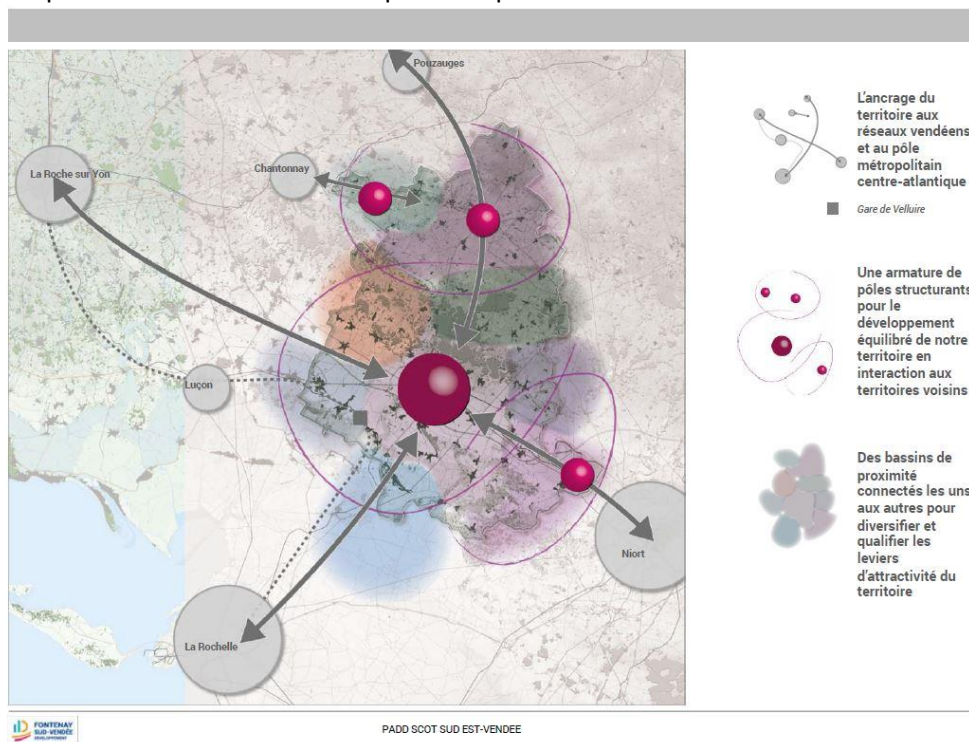 Pouzauges
Chantonnay
La Roche sur Yon
Luçon
Niort
La Rochelle
L'ancrage du
territoire aux
réseaux vendéens
et au pôle
métropolitain
centre-atlantique
Gare de Velluire
Une armature de
pôles structurants
pour le
développement
équilibré de notre
territoire en
interaction aux
territoires voisins
Des bassins de
proximité
connectés les uns
aux autres pour
diversifier et
qualifier les
leviers
d'attractivité du
territoire
FONTENAY
SUD-VENDÉE
DÉVELOPPEMENT
PADD SCOT SUD EST-VENDEE